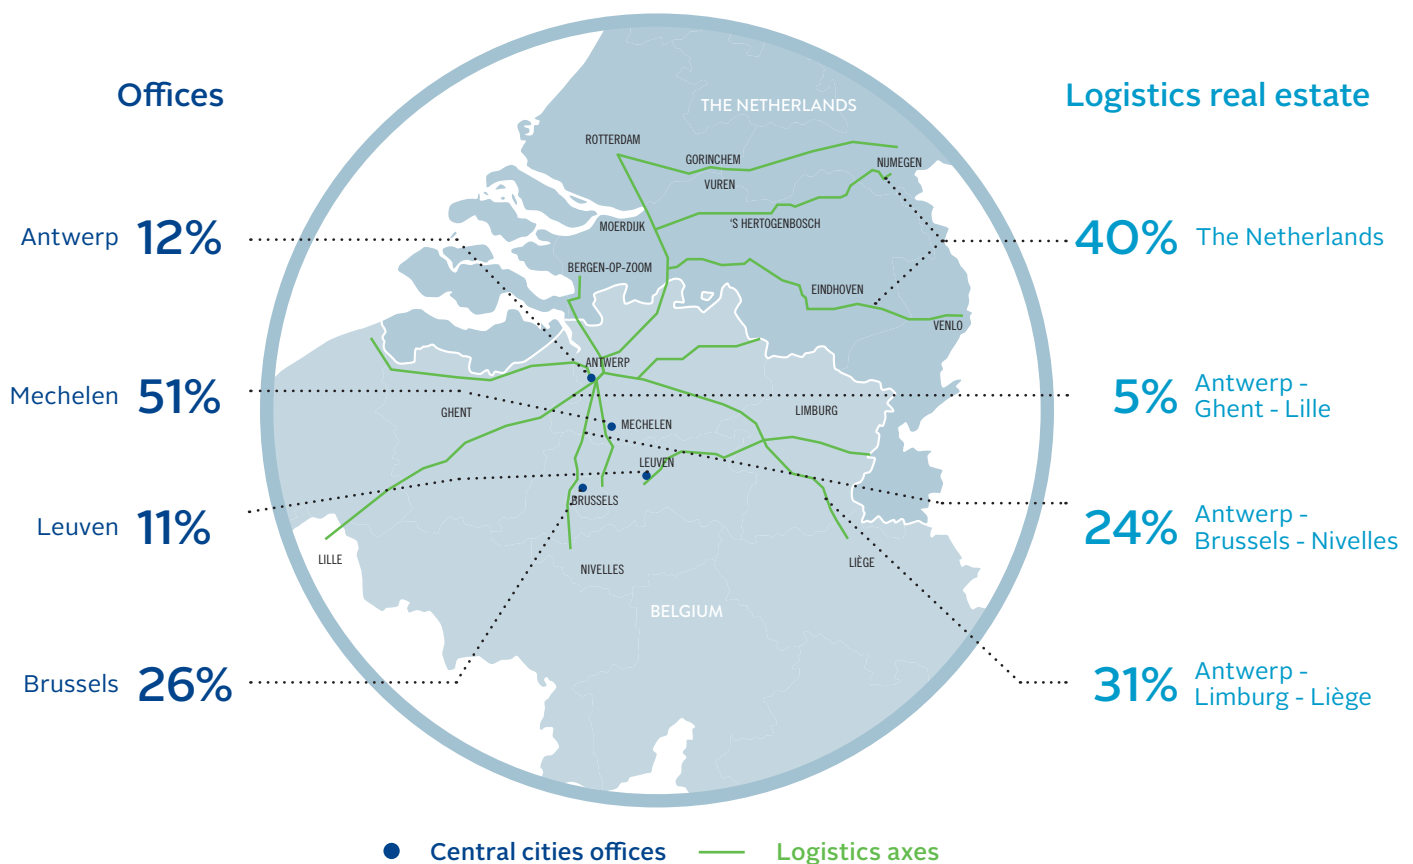 Offices
Logistics real estate
THE NETHERLANDS
ROTTERDAM
GORINCHEM
NIJMEGEN
VUREN
'S HERTOGENBOSCH
MOERDIJK
Antwerp 12%
40% The Netherlands
BERGEN-OP-ZOOM
EINDHOVEN
VENLO
ANTWERP
Mechelen 51%
5% Antwerp -
Ghent - Lille
GHENT
LIMBURG
MECHELEN
LEUVEN
BRUSSELS
Leuven 11%
24% Antwerp -
Brussels - Nivelles
LILLE
NIVELLES
LIÈGE
BELGIUM
Brussels 26%
31% Antwerp -
Limburg - Liège
Central cities offices
Logistics axes